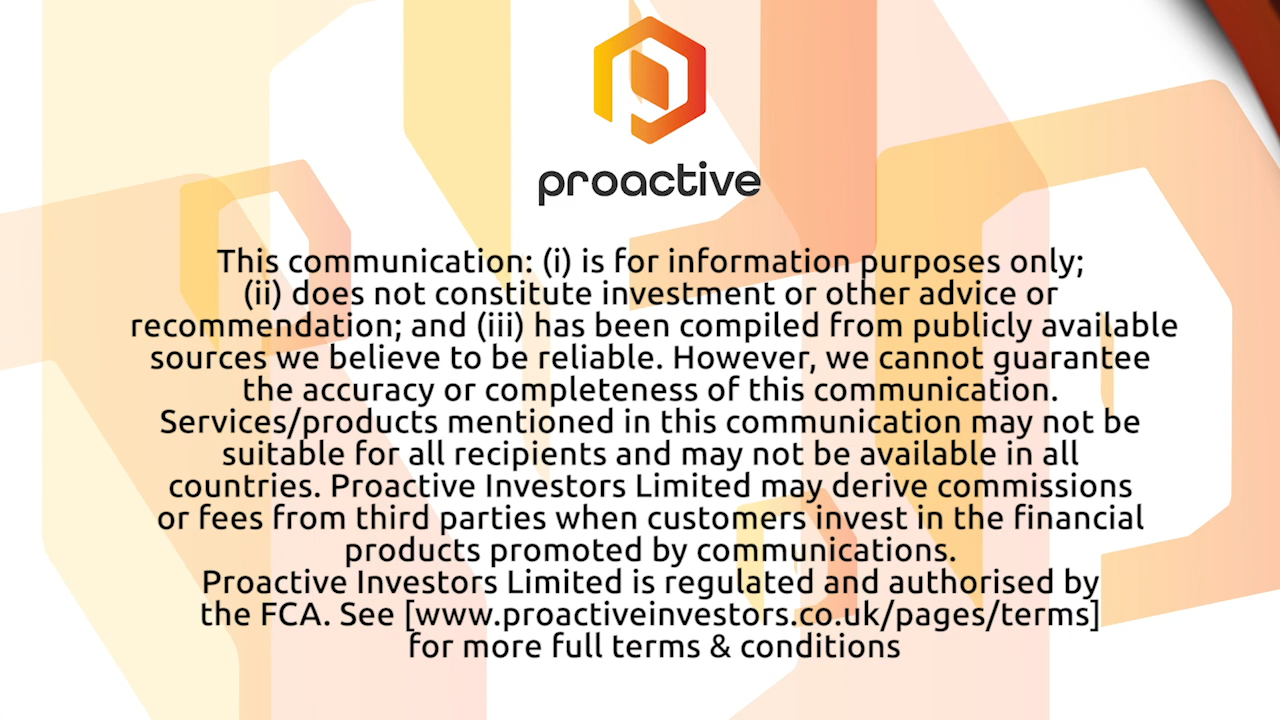 proactive
This communication: (i) is for information purposes only;
(ii) does not constitute investment or other advice or
recommendation; and (iii) has been compiled from publicly available
sources we believe to be reliable. However, we cannot guarantee
the accuracy or completeness of this communication.
Services/products mentioned in this communication may not be
suitable for all recipients and may not be available in all
countries. Proactive Investors Limited may derive commissions
or fees from third parties when customers invest in the financial
products promoted by communications.
Proactive Investors Limited is regulated and authorised by
the FCA. See [www.proactiveinvestors.co.uk/pages/terms]
for more full terms & conditions